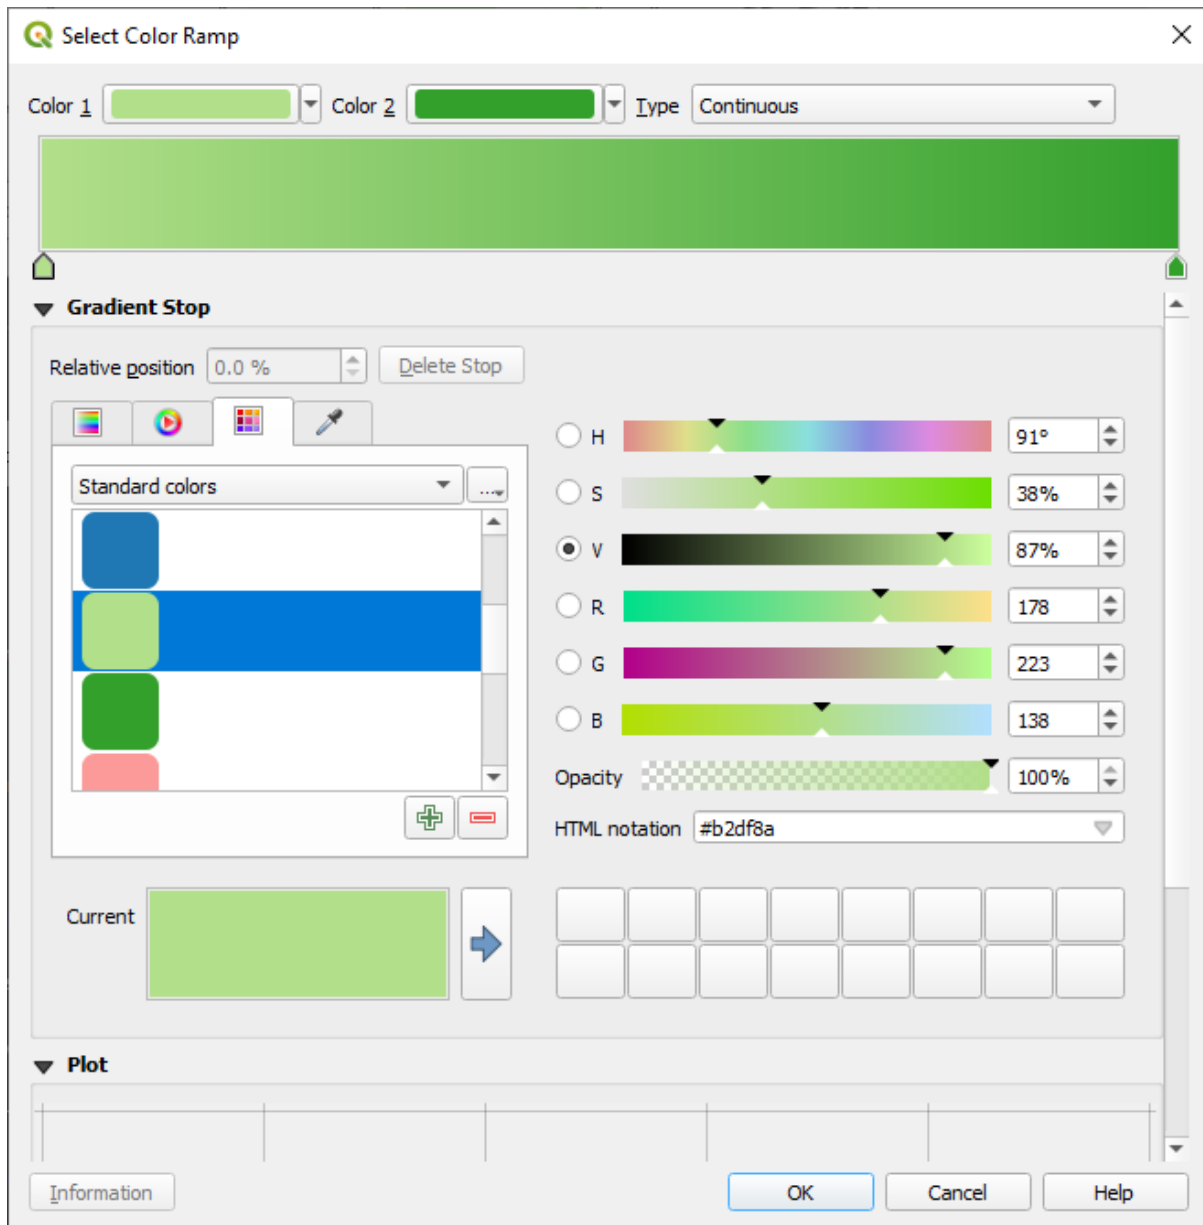 Select Color Ramp
Color 1 Color 2 Type Continuous
Gradient Stop
Relative position 0.0 % Delete Stop
H 91°
Standard colors ...
S 38%
V 87%
R 178
G 223
B 138
Opacity 100%
HTML notation #b2df8a
Current
Plot
Information OK Cancel Help